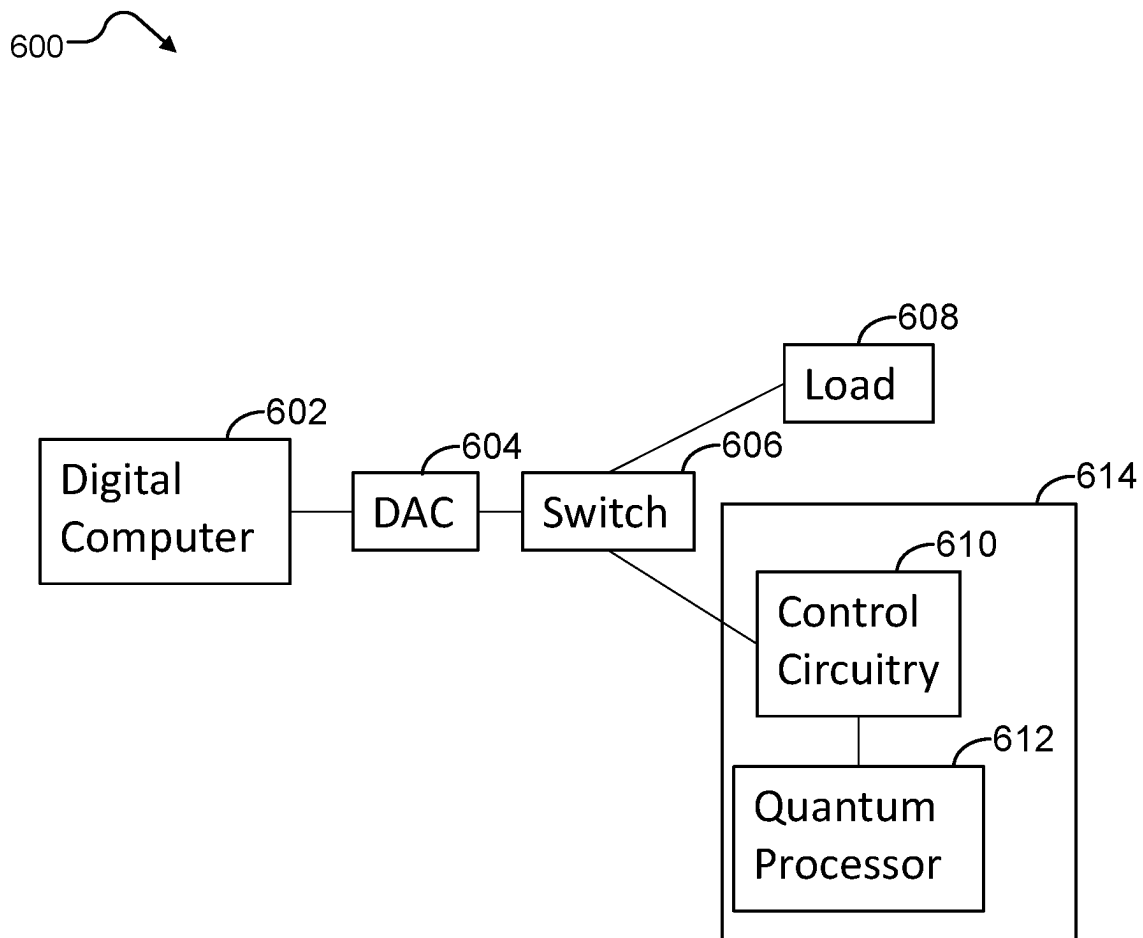 600
608
Load
602
Digital
Computer
604
DAC
606
Switch
614
610
Control
Circuitry
612
Quantum
Processor